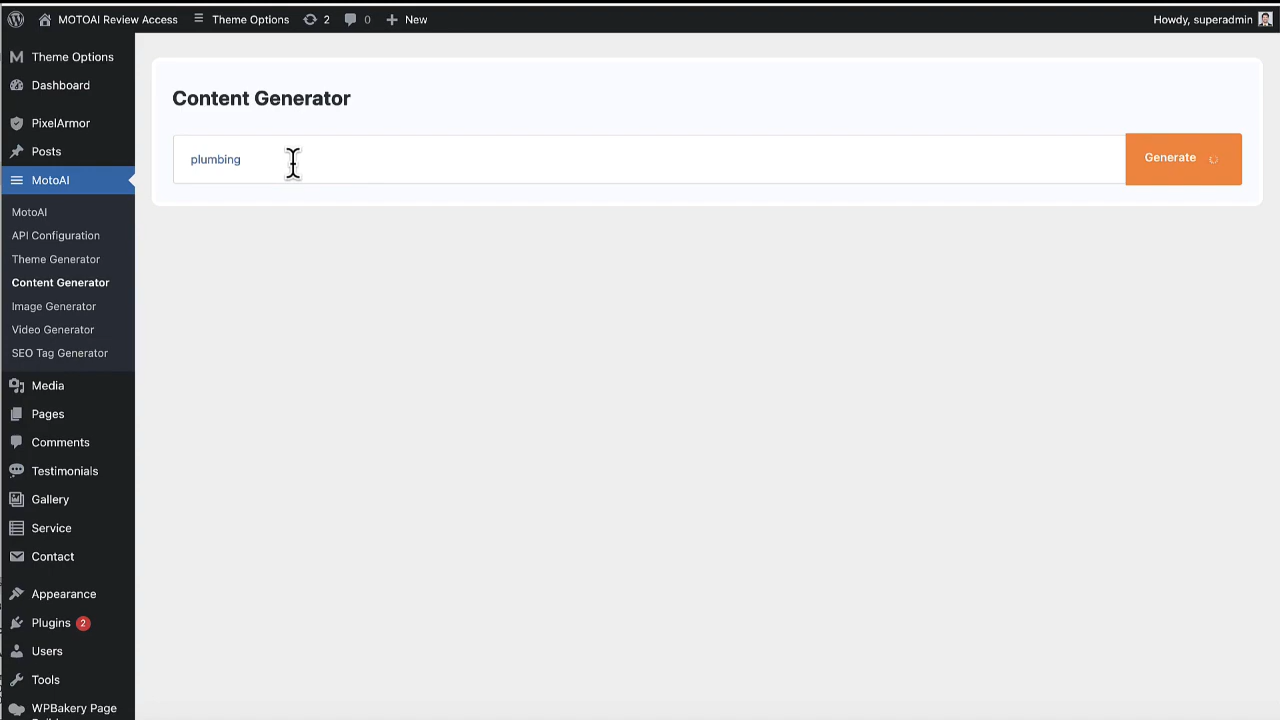 MOTOAI Review Access
Theme Options
2
0
New
Howdy, superadmin
Theme Options
Dashboard
PixelArmor
Posts
MotoAI
MotoAI
API Configuration
Theme Generator
Content Generator
Image Generator
Video Generator
SEO Tag Generator
Media
Pages
Comments
Testimonials
Gallery
Service
Contact
Appearance
Plugins 2
Users
Tools
WPBakery Page
Content Generator
plumbing
Generate